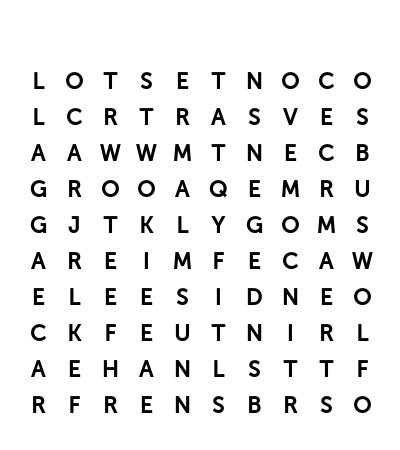 L O T S E T N O C O
L C R T R A S V E S
A A W W M T N E C B
G R O O A Q E M R U
G J T K L Y G O M S
A R E I M F E C A W
E L E E S I D N E O
C K F E U T N I R L
A E H A N L S T T F
R F R E N S B R S O